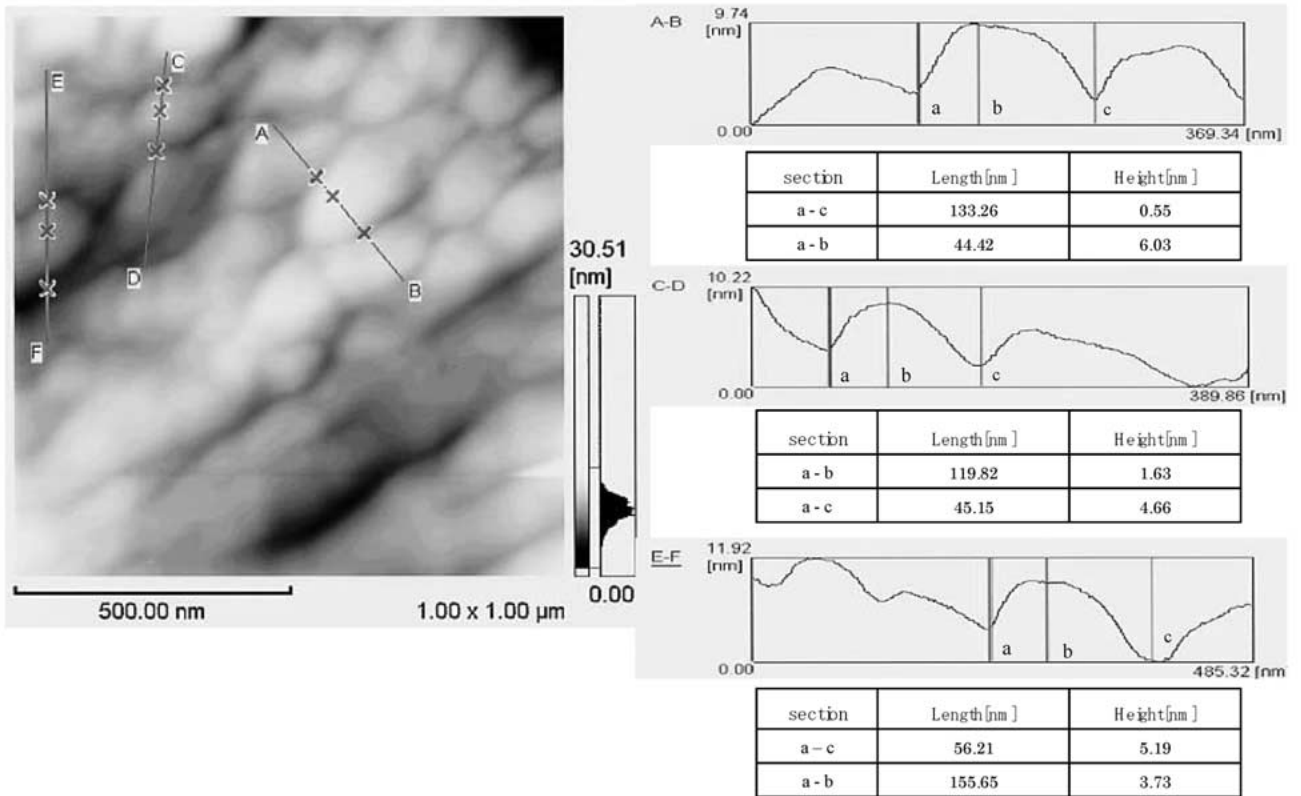 E
C
A
D
B
F
30.51
[nm]
0.00
500.00 nm
1.00 x 1.00 µm
A-B
9.74
[nm]
a
b
c
0.00
369.34 [nm]
section Length[nm] Height[nm]
a - c 133.26 0.55
a - b 44.42 6.03
C-D
10.22
[nm]
a
b
c
0.00
389.86 [nm]
section Length[nm] Height[nm]
a - b 119.82 1.63
a - c 45.15 4.66
E-F
11.92
[nm]
a
b
c
0.00
485.32 [nm
section Length[nm] Height[nm]
a – c 56.21 5.19
a - b 155.65 3.73